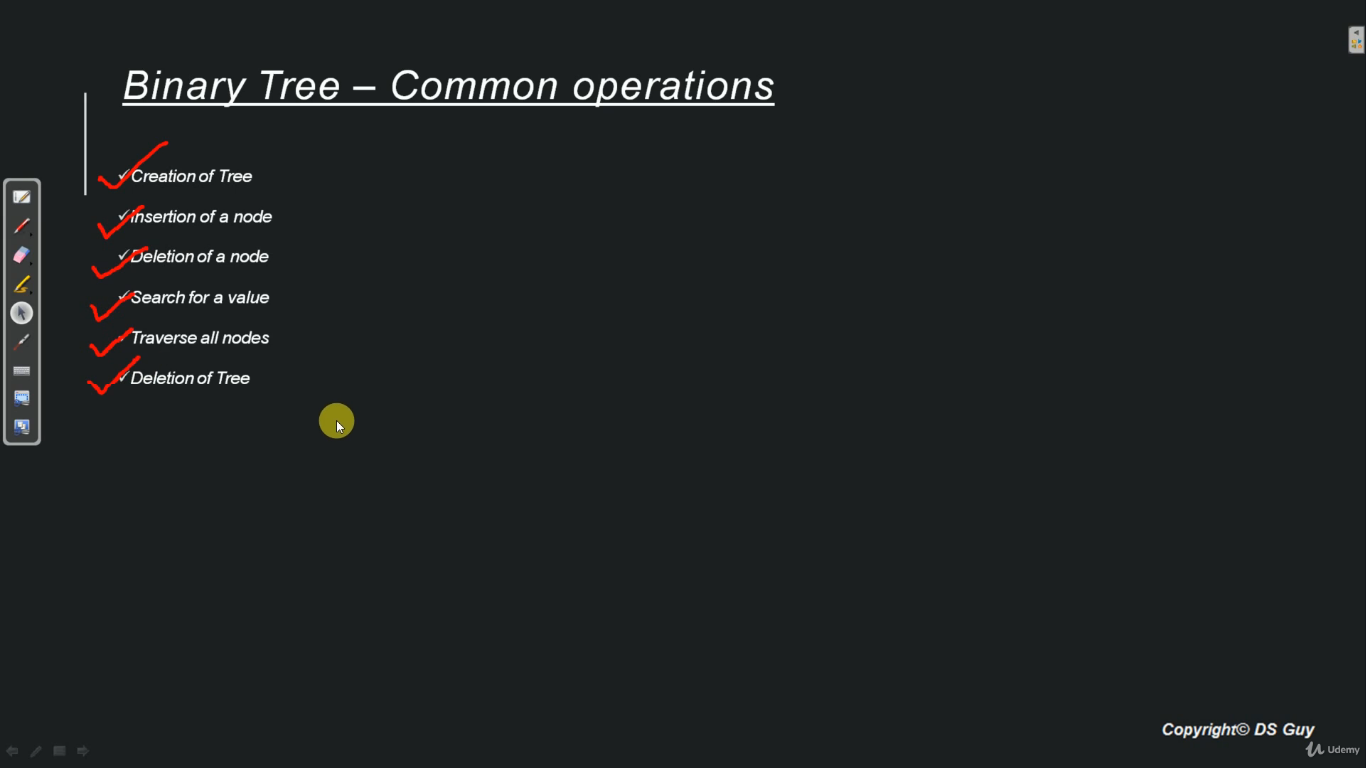 Binary Tree – Common operations
✓Creation of Tree
✓Insertion of a node
✓Deletion of a node
✓Search for a value
Traverse all nodes
✓Deletion of Tree
Copyright© DS Guy
Udemy